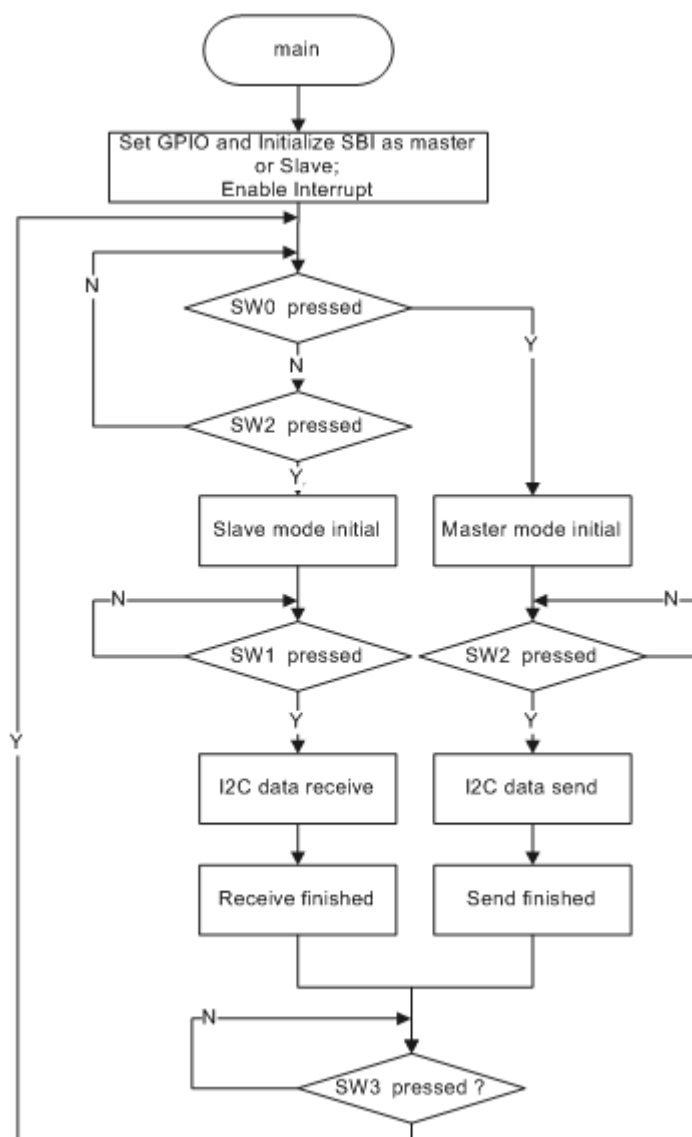 main
Set GPIO and Initialize SBI as master
or Slave;
Enable Interrupt
N
SW0 pressed
Y
N
SW2 pressed
Y
Slave mode initial
Master mode initial
N
N
SW1 pressed
SW2 pressed
Y
Y
Y
I2C data receive
I2C data send
Receive finished
Send finished
N
SW3 pressed ?